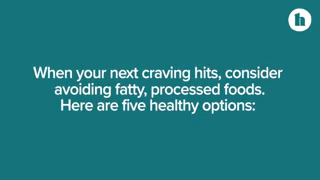 h
When your next craving hits, consider
avoiding fatty, processed foods.
Here are five healthy options: